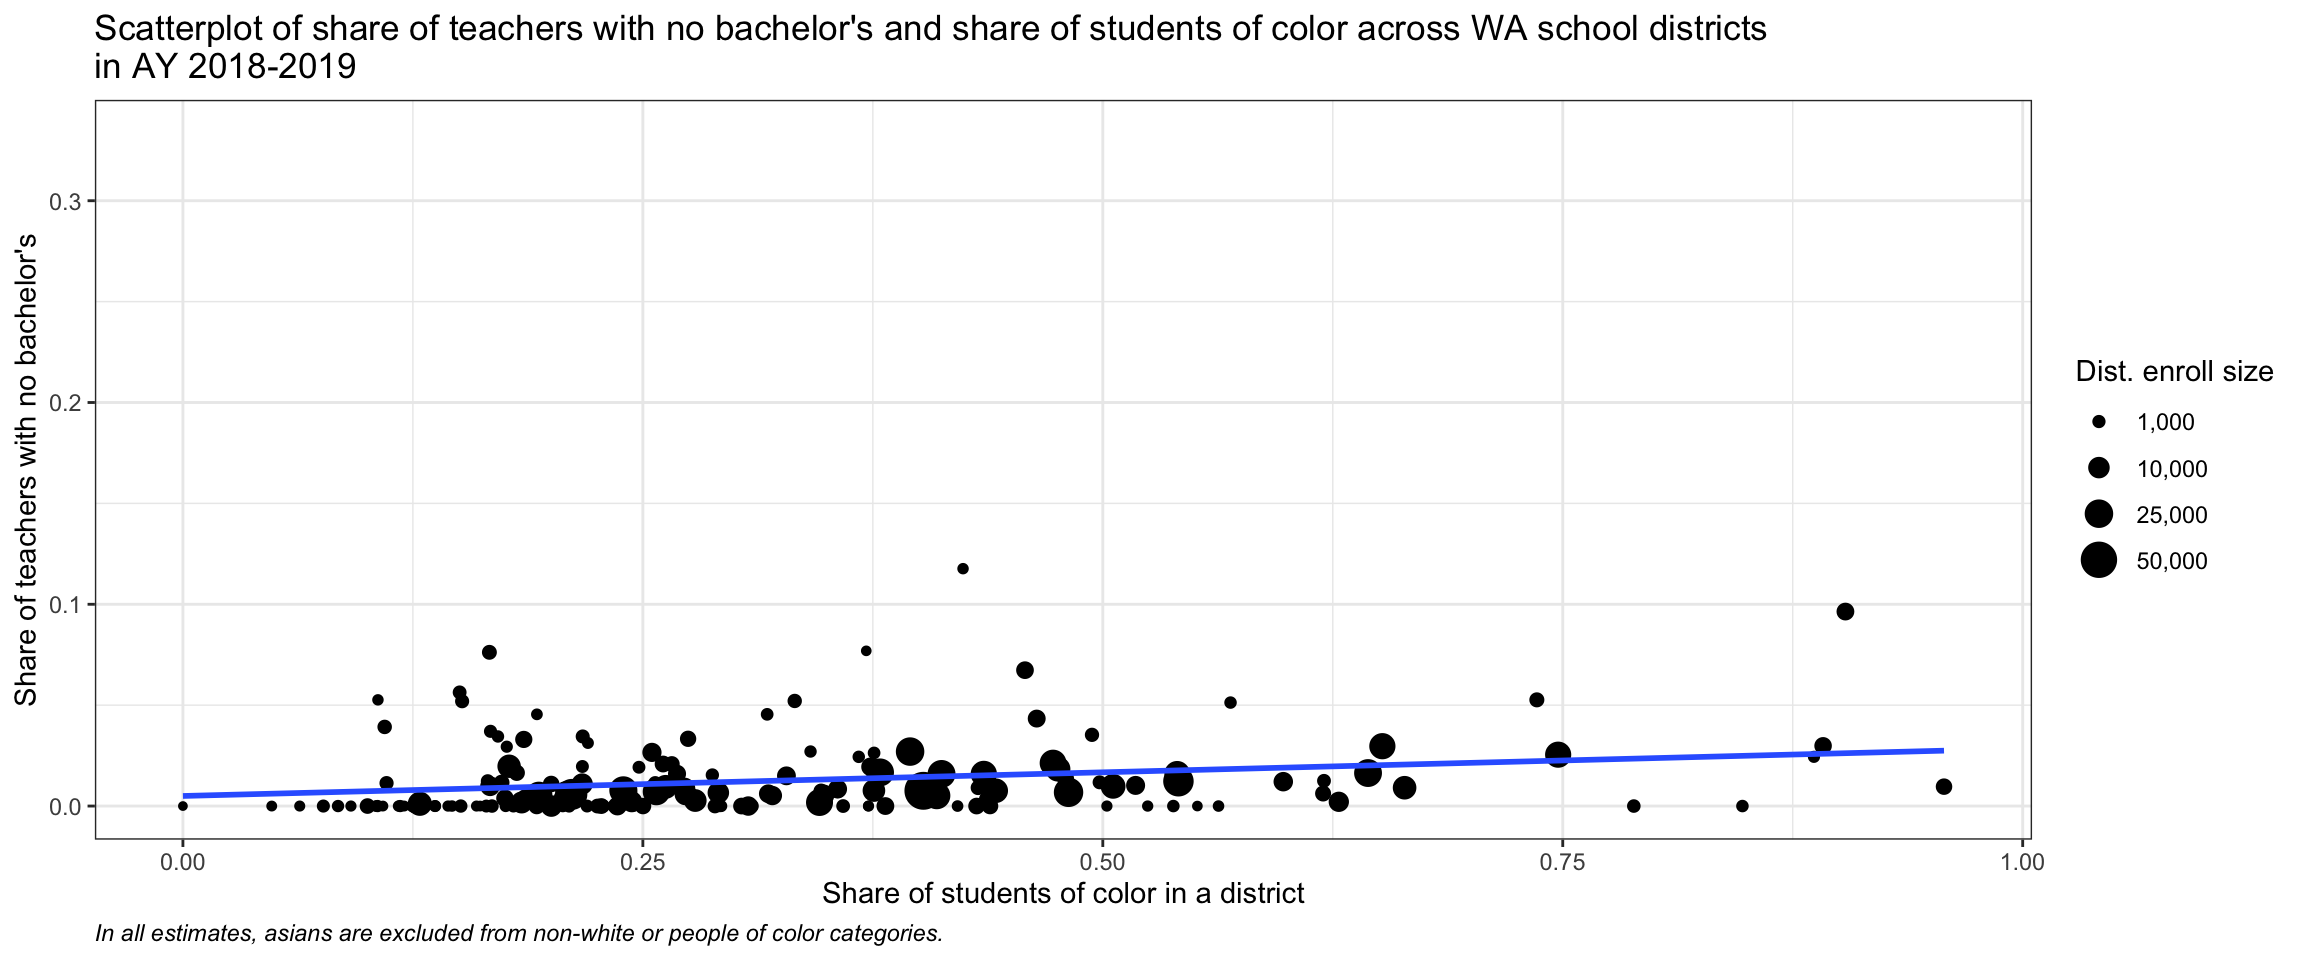 Scatterplot of share of teachers with no bachelor's and share of students of color across WA school districts
in AY 2018-2019
Share of teachers with no bachelor's
0.3
0.2
0.1
0.0
0.00
0.25
0.50
0.75
1.00
Share of students of color in a district
In all estimates, asians are excluded from non-white or people of color categories.
Dist. enroll size
1,000
10,000
25,000
50,000